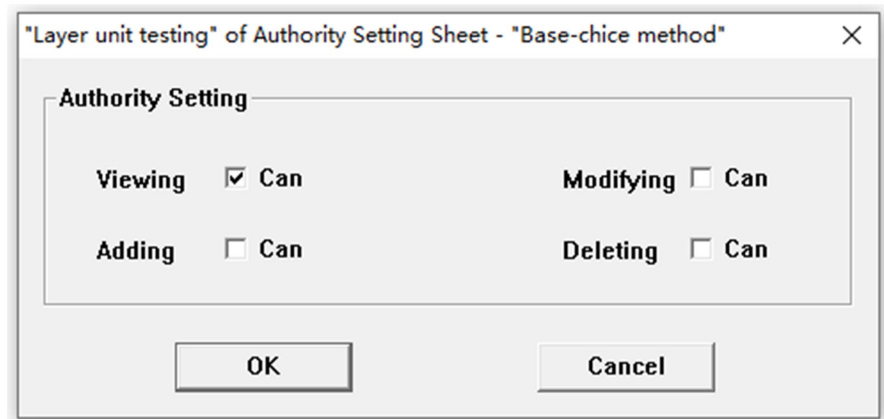 "Layer unit testing" of Authority Setting Sheet - "Base-chice method"
Authority Setting
Viewing Can Modifying Can
Adding Can Deleting Can
OK Cancel